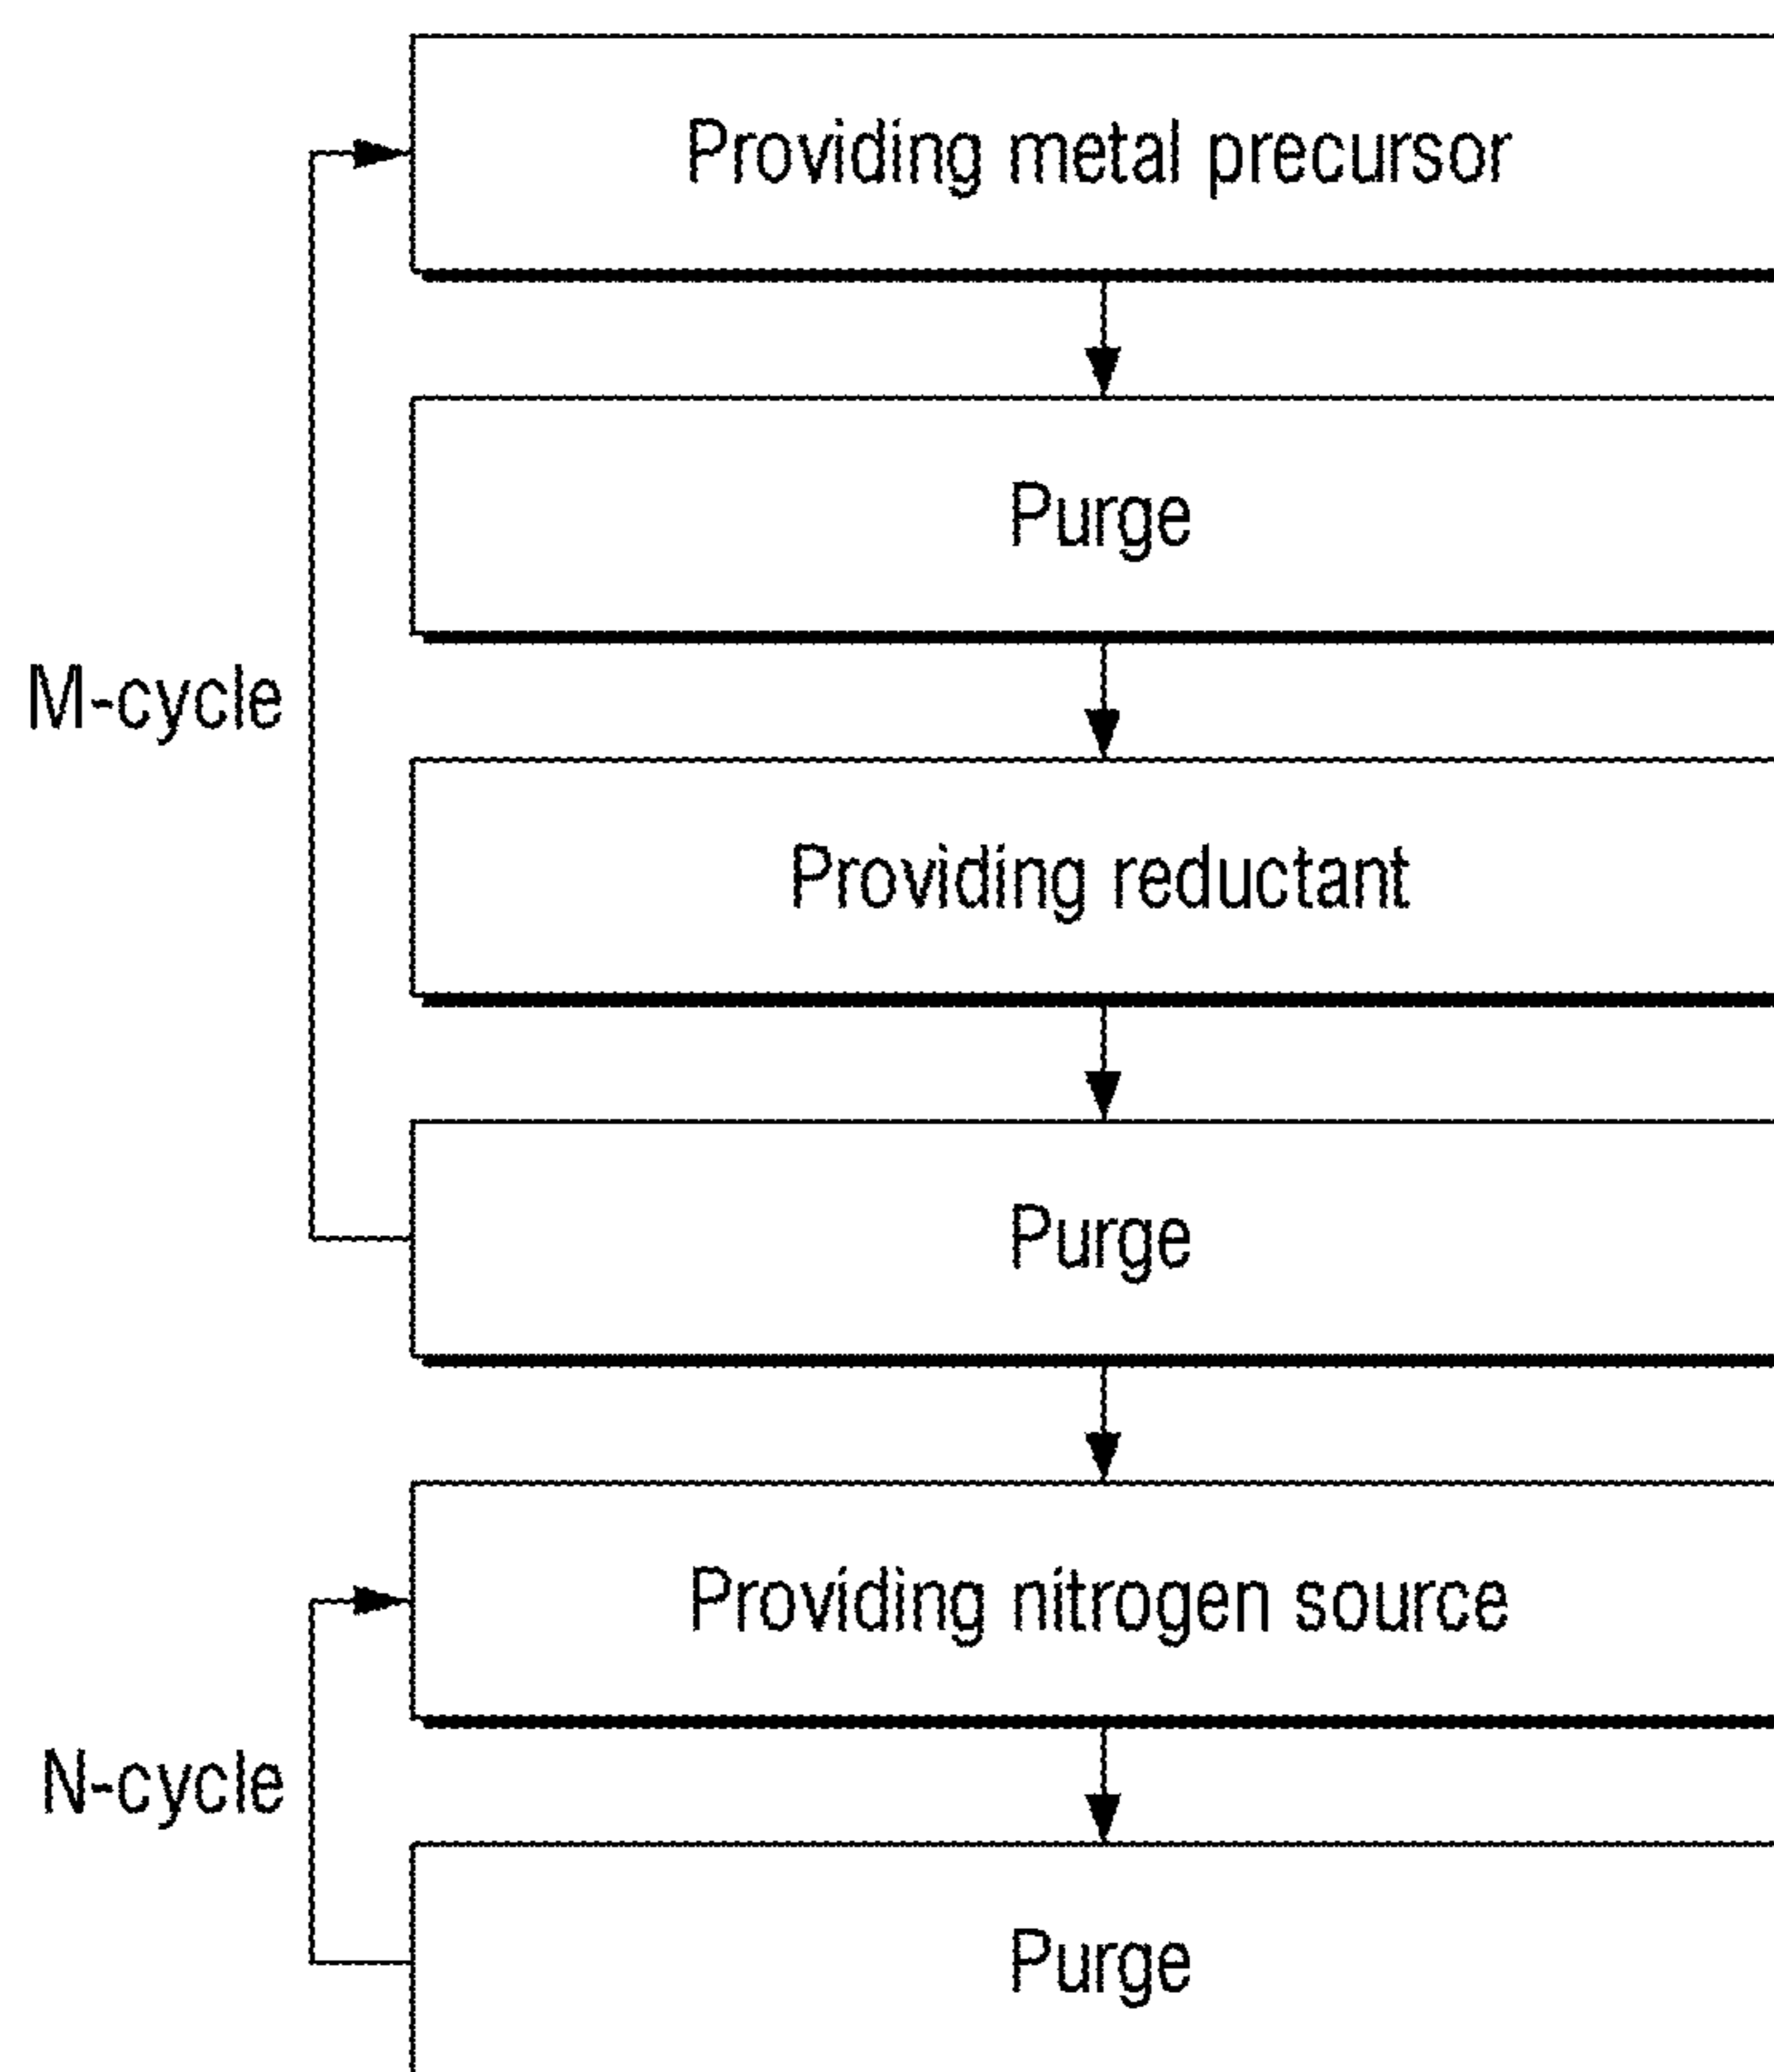 Providing metal precursor
Purge
M-cycle
Providing reductant
Purge
Providing nitrogen source
N-cycle
Purge